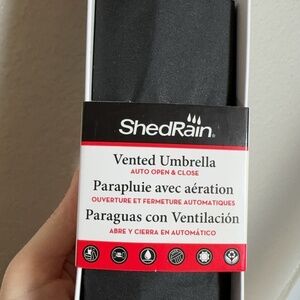 ShedRain®
Vented Umbrella
AUTO OPEN & CLOSE
Parapluie avec aération
OUVERTURE ET FERMETURE AUTOMATIQUES
Paraguas con Ventilación
ABRE Y CIERRA EN AUTOMÁTICO